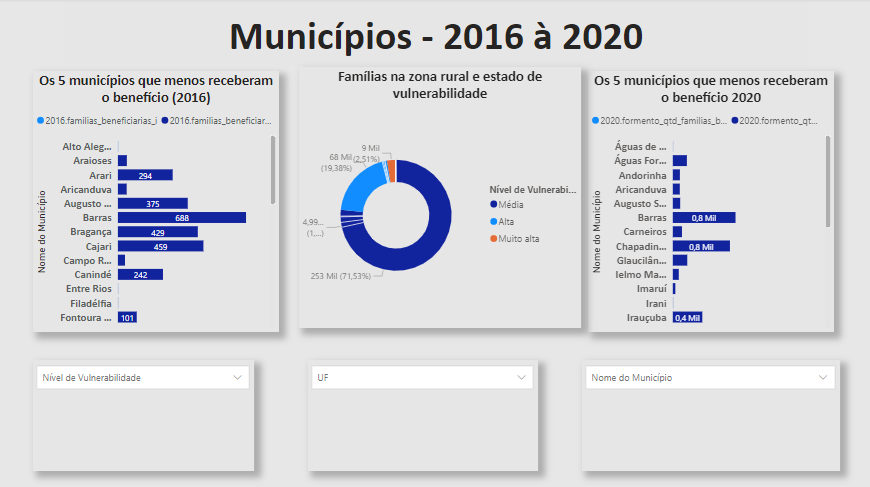 Municípios - 2016 à 2020
Os 5 municípios que menos receberam
o benefício (2016)
2016.familias_beneficiarias_i
2016.familias_beneficiar...
Nome do Município
Alto Aleg...
Araioses
Arari
294
Aricanduva
Augusto ...
375
Barras
688
Bragança
429
Cajari
459
Campo R...
Canindé
242
Entre Rios
Filadélfia
Fontoura ...
101
Famílias na zona rural e estado de
vulnerabilidade
9 Mil
(2,51%)
68 Mil
(19,38%)
4,99...
(1,...)
253 Mil (71,53%)
Nível de Vulnerabi...
Média
Alta
Muito alta
Os 5 municípios que menos receberam
o benefício 2020
2020.formento_qtd_familias_b...
2020.formento_qt...
Nome do Município
Águas de ...
Águas For...
Andorinha
Aricanduva
Augusto S...
Barras
0,8 Mil
Carneiros
Chapadin...
0,8 Mil
Glaucilân...
Ielmo Ma...
Imaruí
Irani
Irauçuba
0,4 Mil
Nível de Vulnerabilidade
UF
Nome do Município